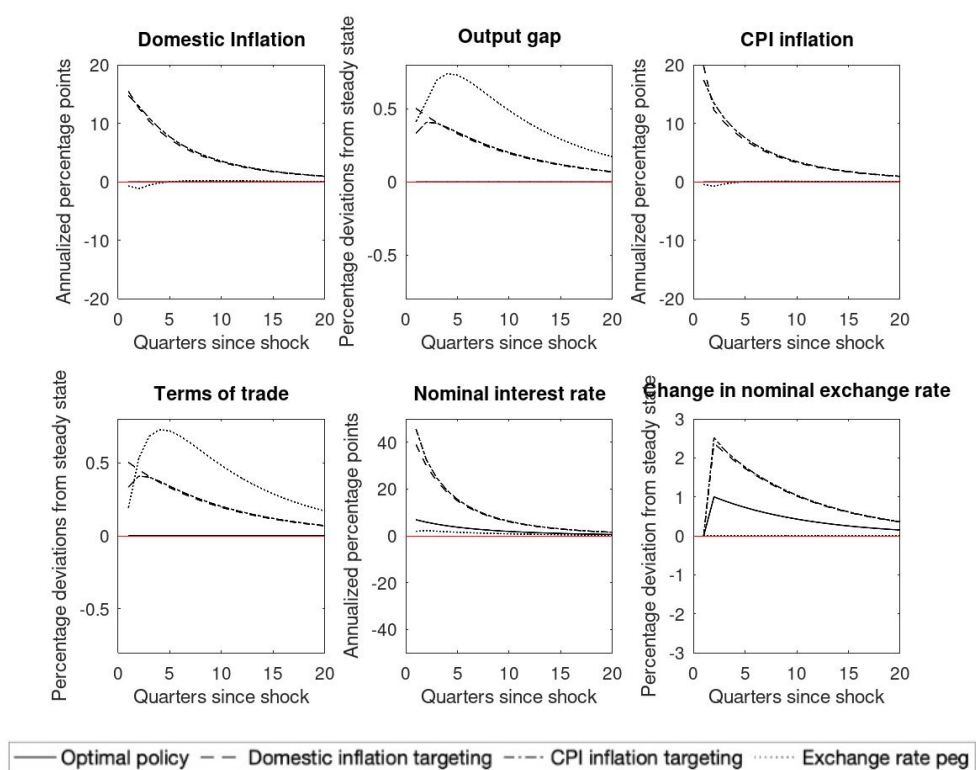 Domestic Inflation
Annualized percentage points
20
10
0
-10
-20
0 5 10 15 20
Quarters since shock
Output gap
Percentage deviations from steady state
0.5
0
-0.5
0 5 10 15 20
Quarters since shock
CPI inflation
Annualized percentage points
20
10
0
-10
-20
0 5 10 15 20
Quarters since shock
Terms of trade
Percentage deviations from steady state
0.5
0
-0.5
0 5 10 15 20
Quarters since shock
Nominal interest rate
Annualized percentage points
40
20
0
-20
-40
0 5 10 15 20
Quarters since shock
Change in nominal exchange rate
Percentage deviation from steady state
3
2
1
0
-1
-2
-3
0 5 10 15 20
Quarters since shock
Optimal policy Domestic inflation targeting CPI inflation targeting Exchange rate peg